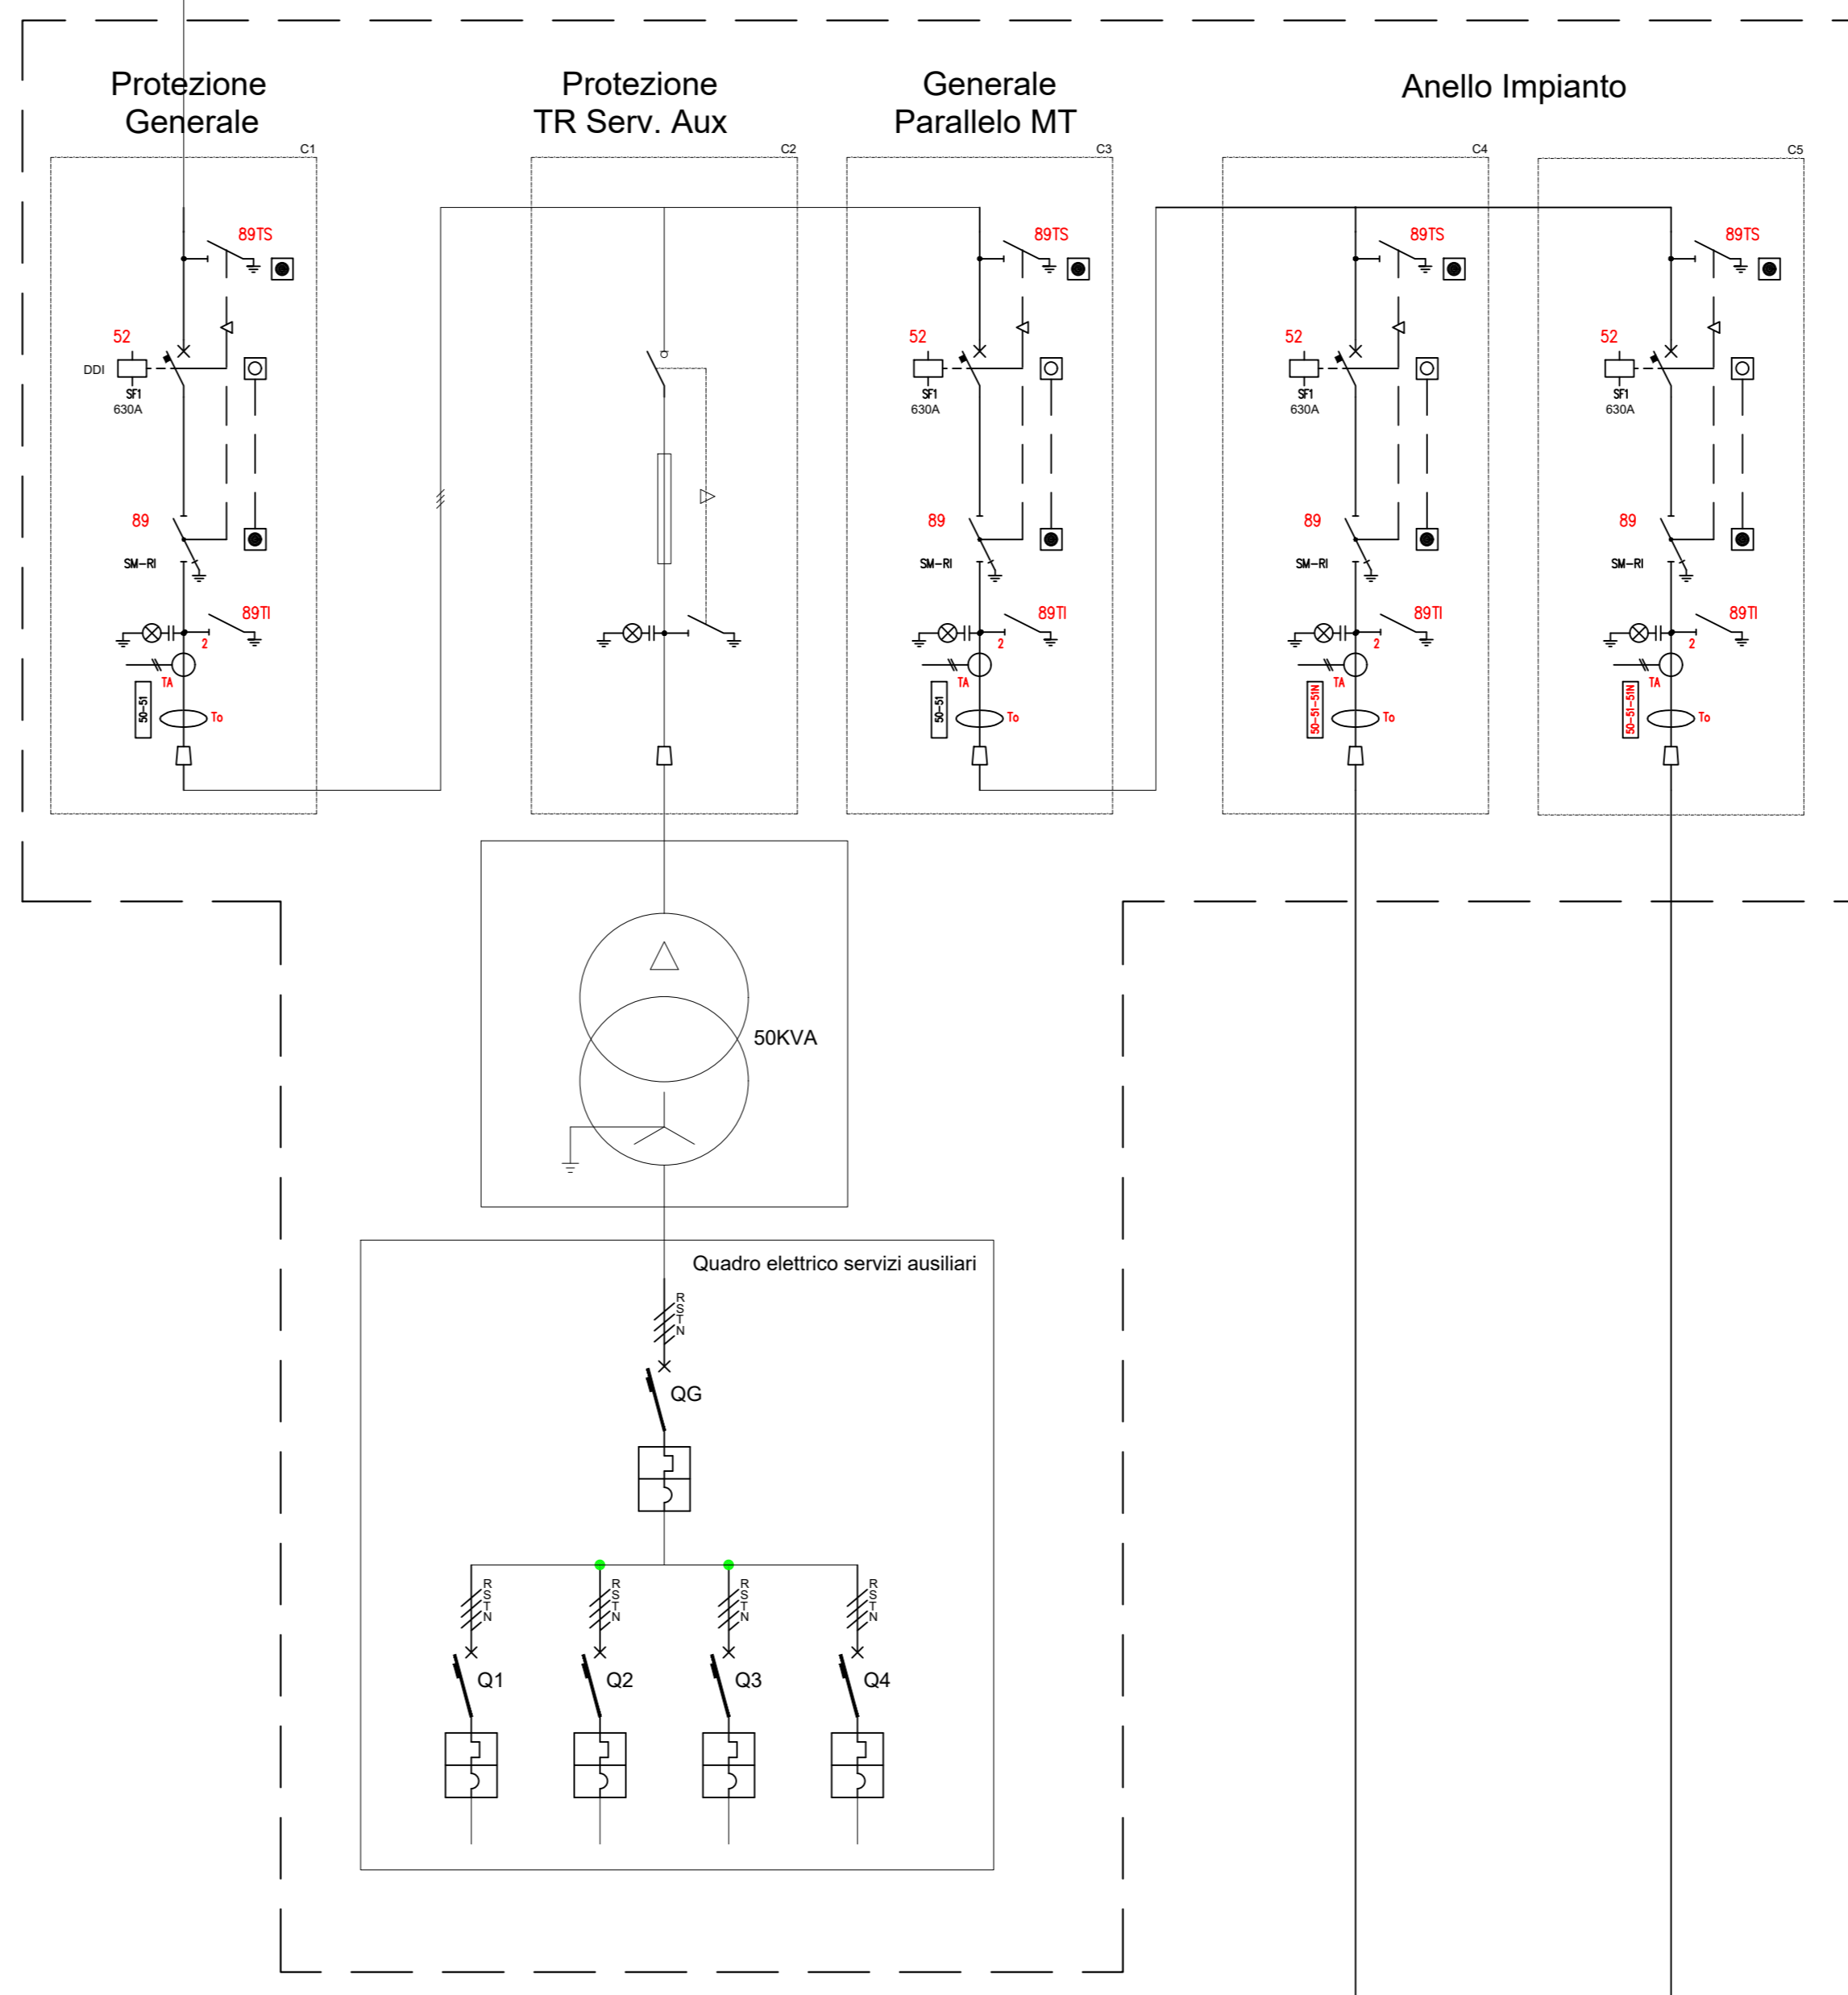 Protezione
Generale
Protezione
TR Serv. Aux
Generale
Parallelo MT
Anello Impianto
C1
C2
C3
C4
C5
89TS
89TS
89TS
89TS
52
52
52
52
DDI
SF1
630A
SF1
630A
SF1
630A
SF1
630A
89
89
89
89
SM-RI
SM-RI
SM-RI
SM-RI
89TI
89TI
89TI
89TI
2
2
2
2
TA
TA
TA
TA
50-51
50-51
50-51-51N
50-51-51N
To
To
To
To
50KVA
Quadro elettrico servizi ausiliari
R
S
T
N
QG
R
S
T
N
R
S
T
N
R
S
T
N
R
S
T
N
Q1
Q2
Q3
Q4